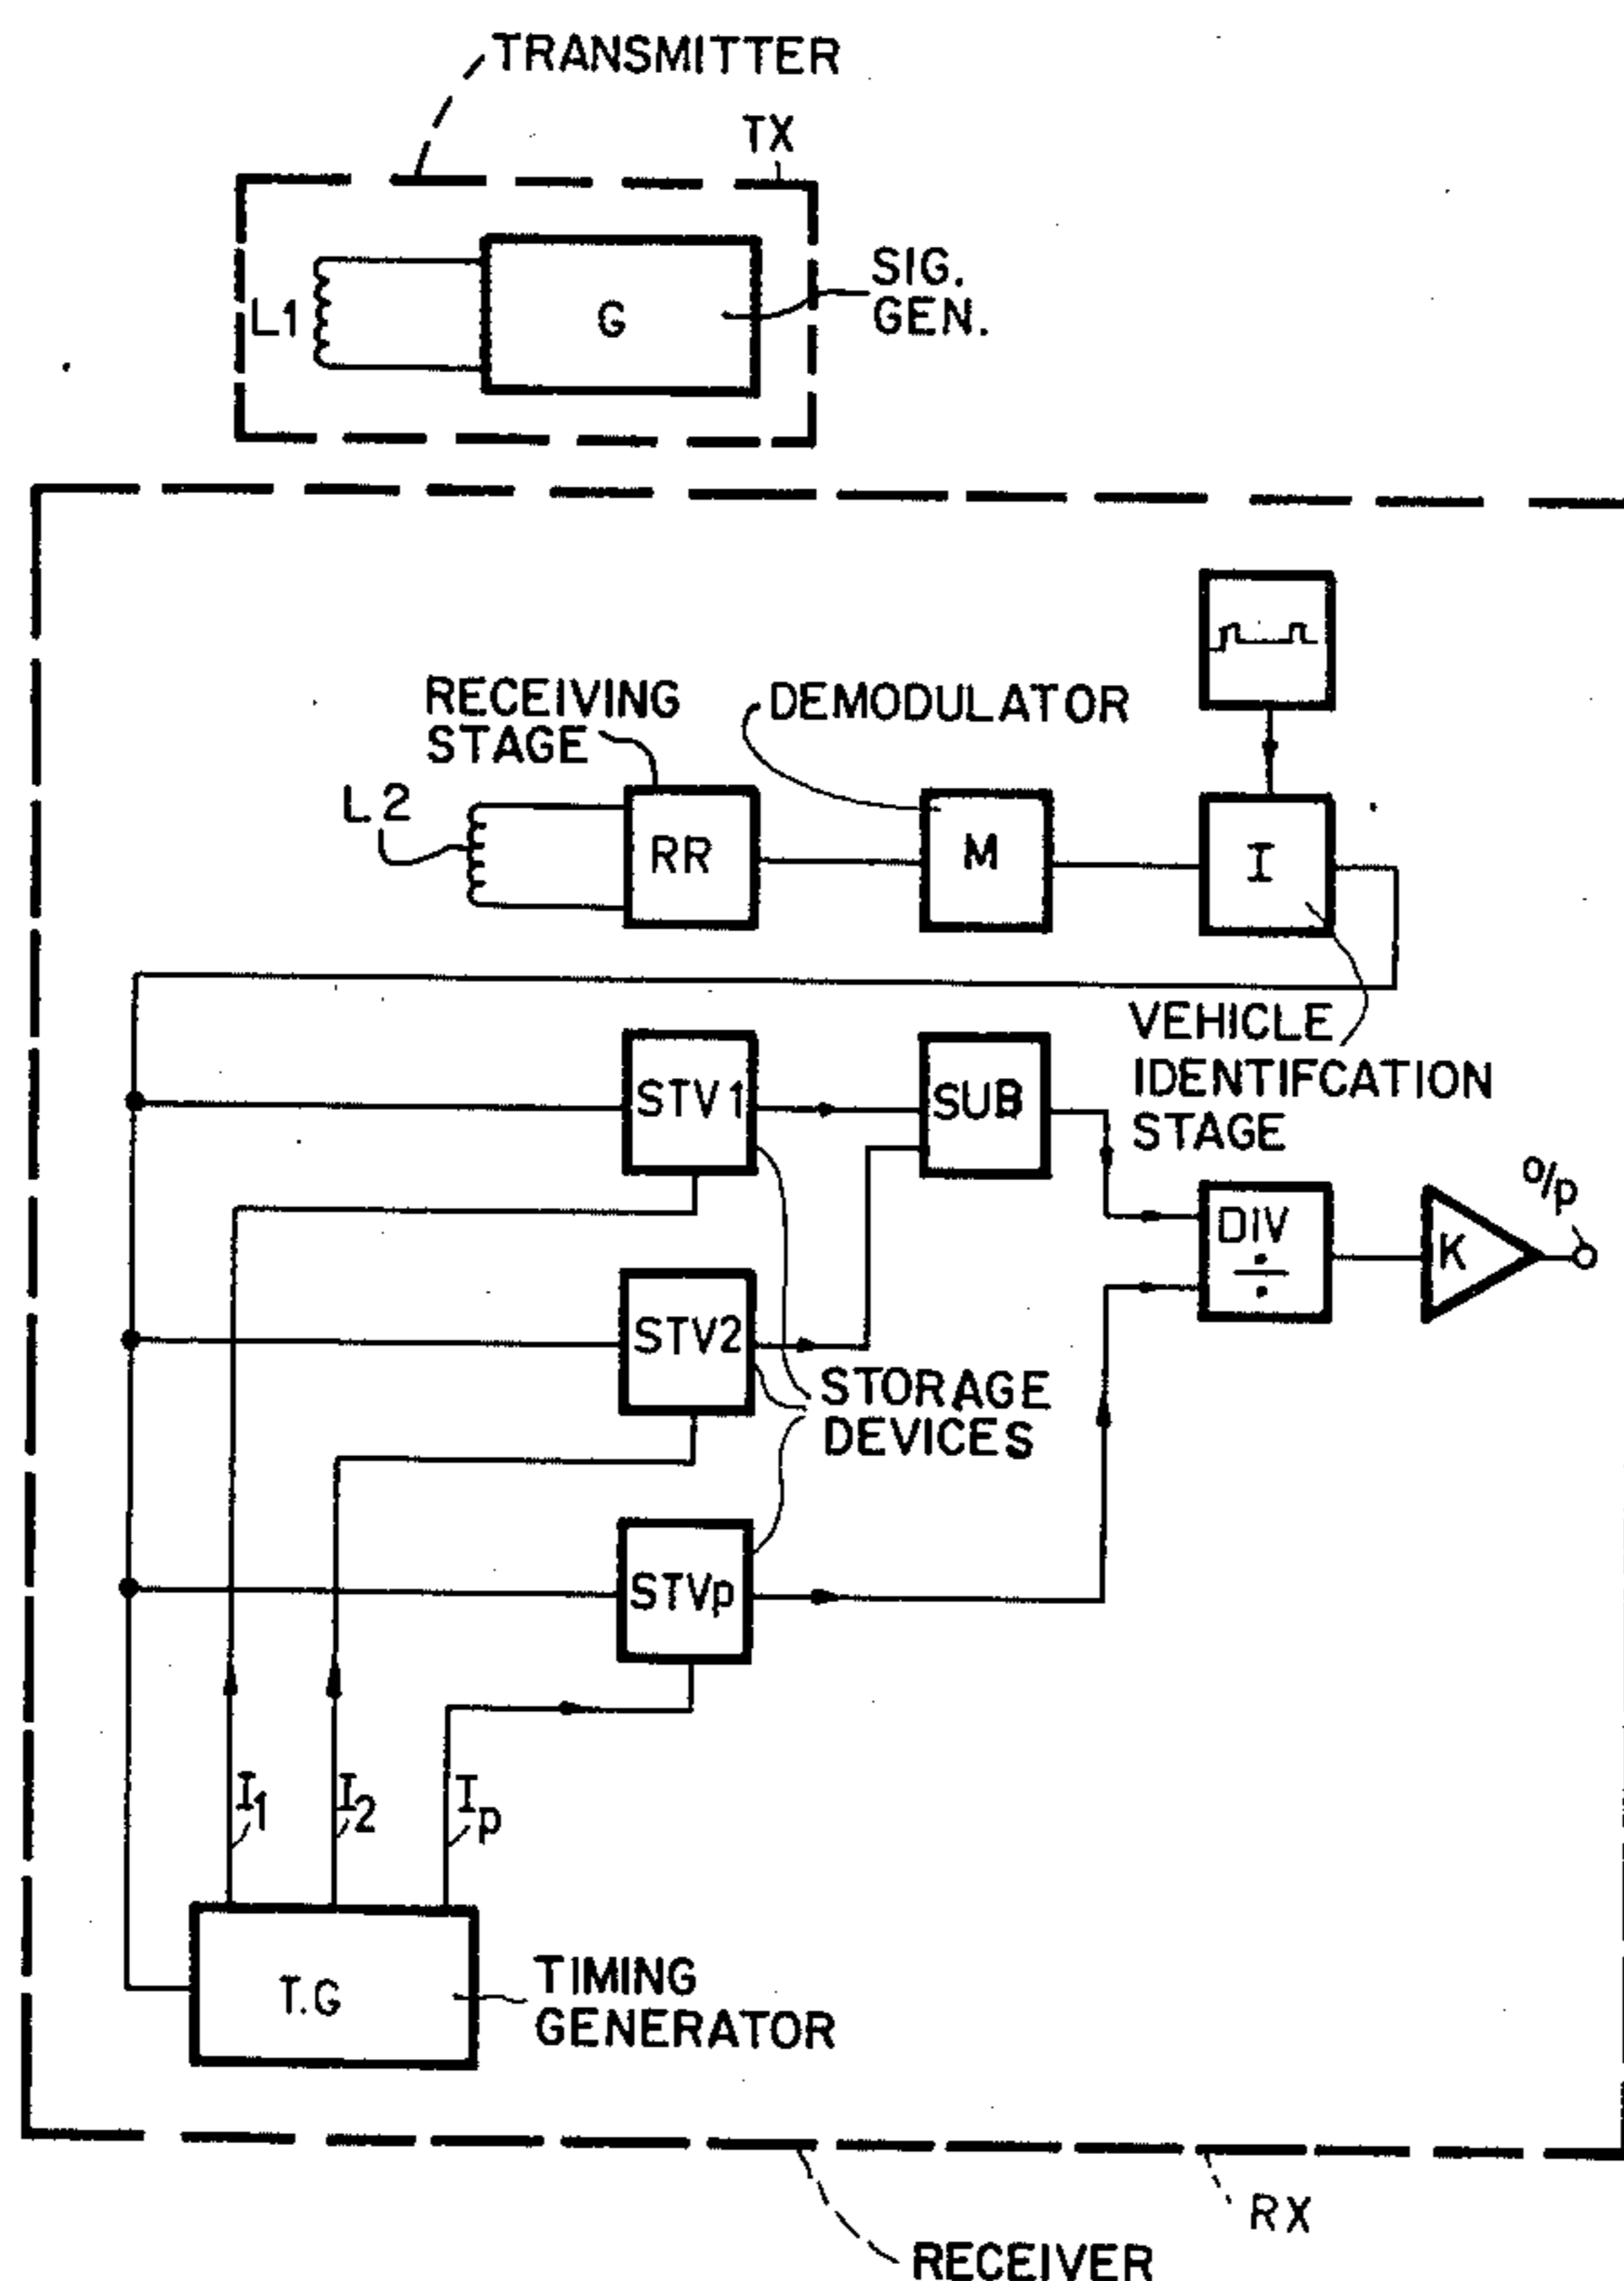 TRANSMITTER
TX
L1
G
SIG.
GEN.
RECEIVING
STAGE
DEMODULATOR
L2
RR
M
I
VEHICLE
IDENTIFCATION
STAGE
STV1
SUB
O/p
DIV
÷
K
STV2
STORAGE
DEVICES
STVp
I1
I2
Ip
T.G
TIMING
GENERATOR
RX
RECEIVER